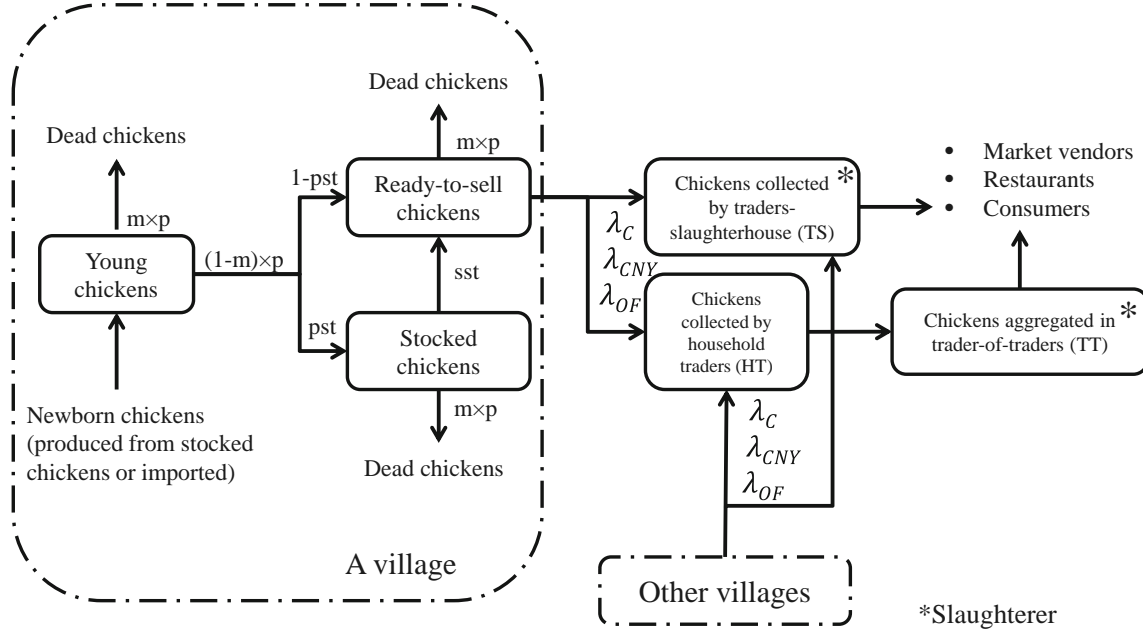 Dead chickens
m×p
Young
chickens
(1-m)×p
Newborn chickens
(produced from stocked
chickens or imported)
Dead chickens
m×p
1-pst
Ready-to-sell
chickens
sst
pst
Stocked
chickens
m×p
Dead chickens
A village
λC
λCNY
λOF
Chickens collected *
by traders-
slaughterhouse (TS)
Chickens
collected by
household
traders (HT)
λC
λCNY
λOF
Other villages
• Market vendors
• Restaurants
• Consumers
Chickens aggregated in *
trader-of-traders (TT)
*Slaughterer